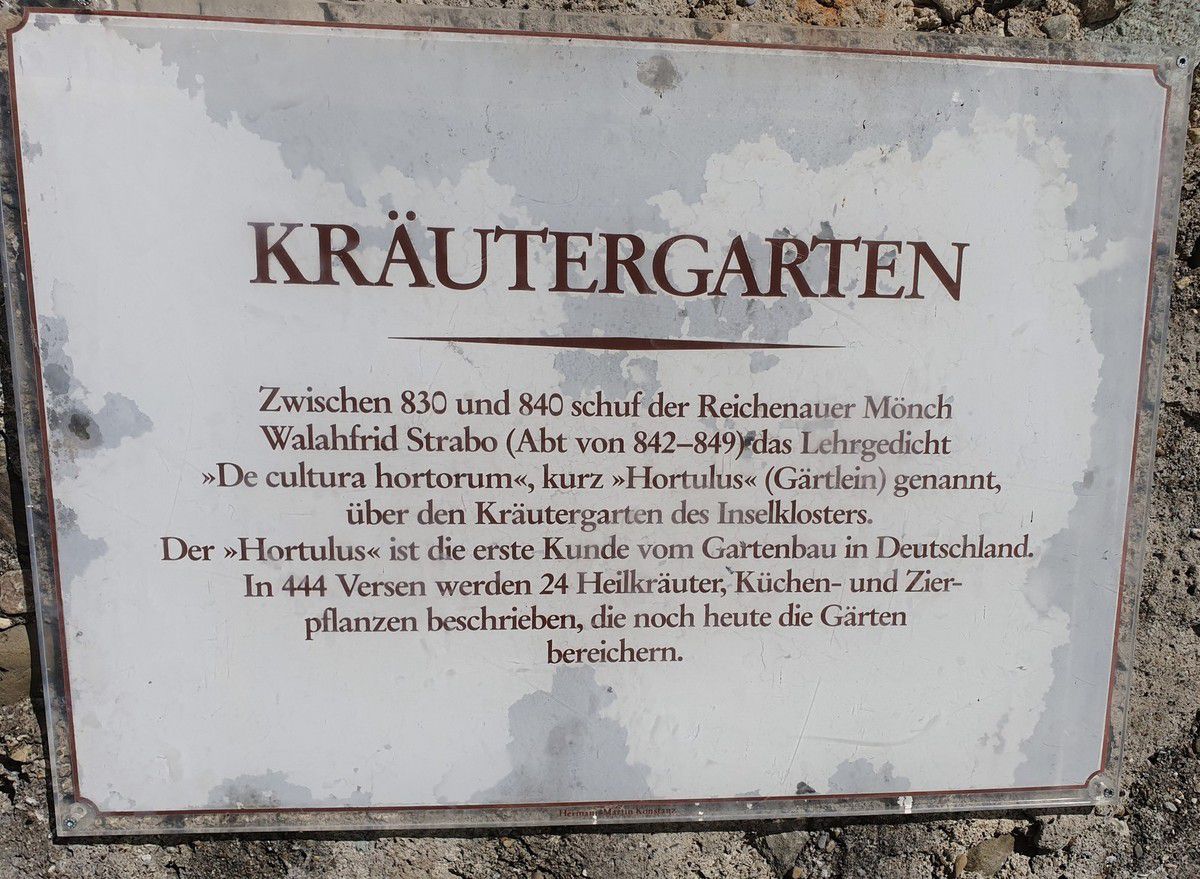 KRÄUTERGARTEN
Zwischen 830 und 840 schuf der Reichenauer Mönch
Walahfrid Strabo (Abt von 842–849) das Lehrgedicht
»De cultura hortorum«, kurz »Hortulus« (Gärtlein) genannt,
über den Kräutergarten des Inselklosters.
Der »Hortulus« ist die erste Kunde vom Gartenbau in Deutschland.
In 444 Versen werden 24 Heilkräuter, Küchen- und Zier-
pflanzen beschrieben, die noch heute die Gärten
bereichern.
Martin Konstanz